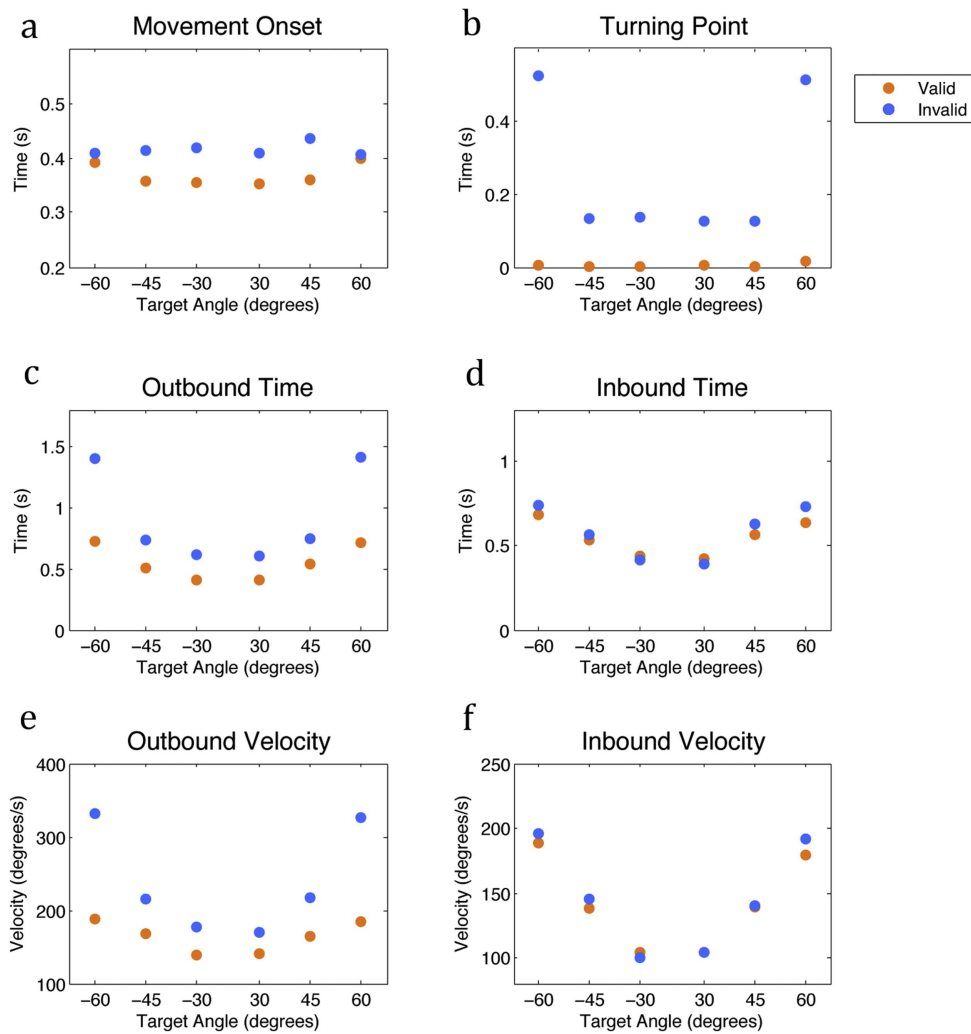 a
Movement Onset
0.5
0.4
0.3
0.2
Time (s)
−60 −45 −30 30 45 60
Target Angle (degrees)
b
Turning Point
0.4
0.2
0
Time (s)
−60 −45 −30 30 45 60
Target Angle (degrees)
Valid
Invalid
c
Outbound Time
1.5
1
0.5
0
Time (s)
−60 −45 −30 30 45 60
Target Angle (degrees)
d
Inbound Time
1
0.5
0
Time (s)
−60 −45 −30 30 45 60
Target Angle (degrees)
e
Outbound Velocity
400
300
200
100
Velocity (degrees/s)
−60 −45 −30 30 45 60
Target Angle (degrees)
f
Inbound Velocity
250
200
150
100
Velocity (degrees/s)
−60 −45 −30 30 45 60
Target Angle (degrees)